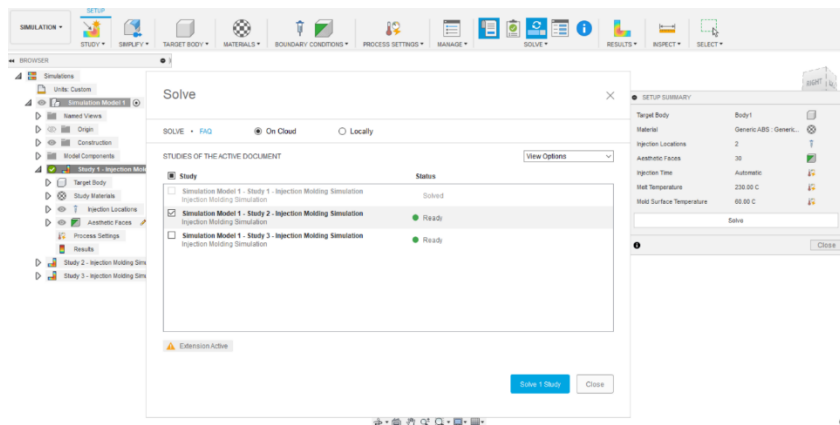 SETUP
SIMULATION
STUDY
SIMPLIFY
TARGET BODY
MATERIALS
BOUNDARY CONDITIONS
PROCESS SETTINGS
MANAGE
SOLVE
RESULTS
INSPECT
SELECT
BROWSER
Simulations
Units: Custom
Simulation Model 1
Named Views
Origin
Construction
Model Components
Study 1 - Injection Mold
Target Body
Study Materials
Injection Locations
Aesthetic Faces
Process Settings
Results
Study 2 - Injection Molding Sim
Study 3 - Injection Molding Sim
Solve
SOLVE • FAQ
On Cloud
Locally
STUDIES OF THE ACTIVE DOCUMENT
View Options
Study Status
Simulation Model 1 - Study 1 - Injection Molding Simulation
Injection Molding Simulation
Solved
Simulation Model 1 - Study 2 - Injection Molding Simulation
Injection Molding Simulation
Ready
Simulation Model 1 - Study 3 - Injection Molding Simulation
Injection Molding Simulation
Ready
Extension Active
Solve 1 Study
Close
RIGHT
SETUP SUMMARY
Target Body Body1
Material Generic ABS : Generic...
Injection Locations 2
Aesthetic Faces 30
Injection Time Automatic
Melt Temperature 230.00 C
Mold Surface Temperature 60.00 C
Solve
Close